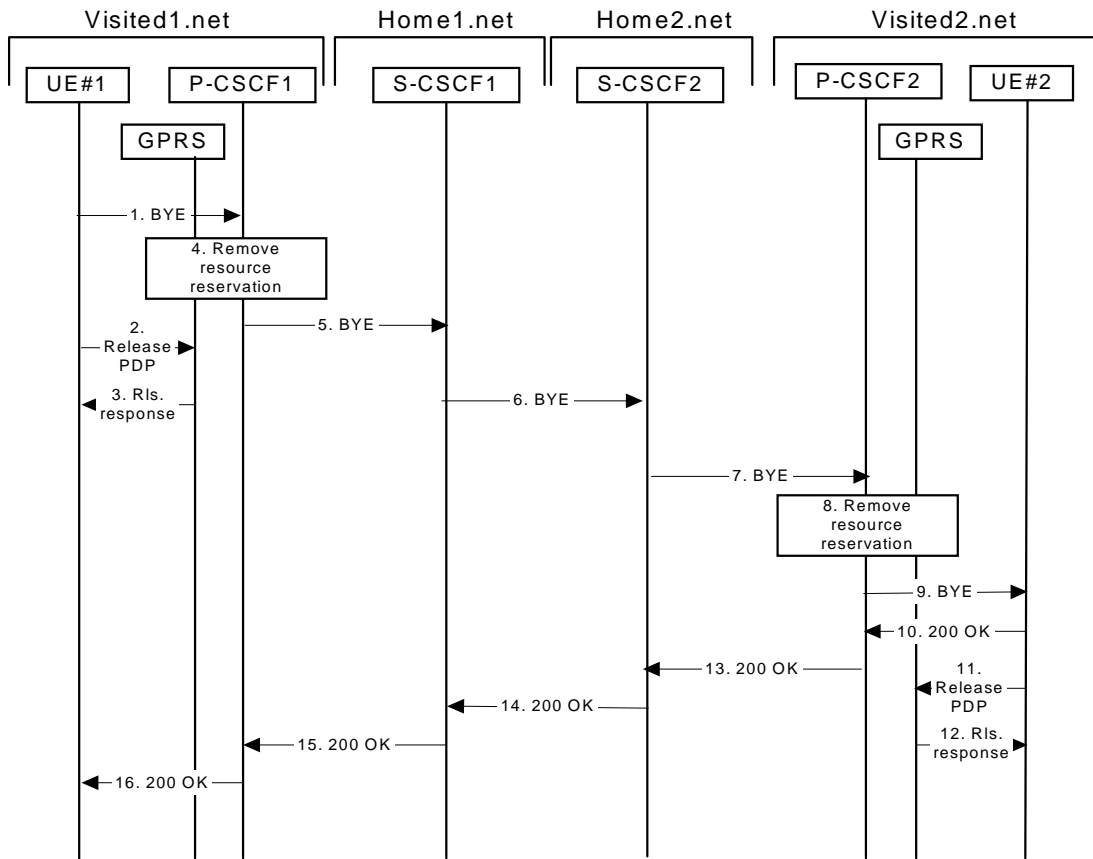 Visited1.net
Home1.net
Home2.net
Visited2.net
UE#1
P-CSCF1
S-CSCF1
S-CSCF2
P-CSCF2
UE#2
GPRS
GPRS
1. BYE
4. Remove
resource
reservation
5. BYE
2.
Release
PDP
3. Rls.
response
6. BYE
7. BYE
8. Remove
resource
reservation
9. BYE
10. 200 OK
13. 200 OK
11.
Release
PDP
14. 200 OK
12. Rls.
response
15. 200 OK
16. 200 OK